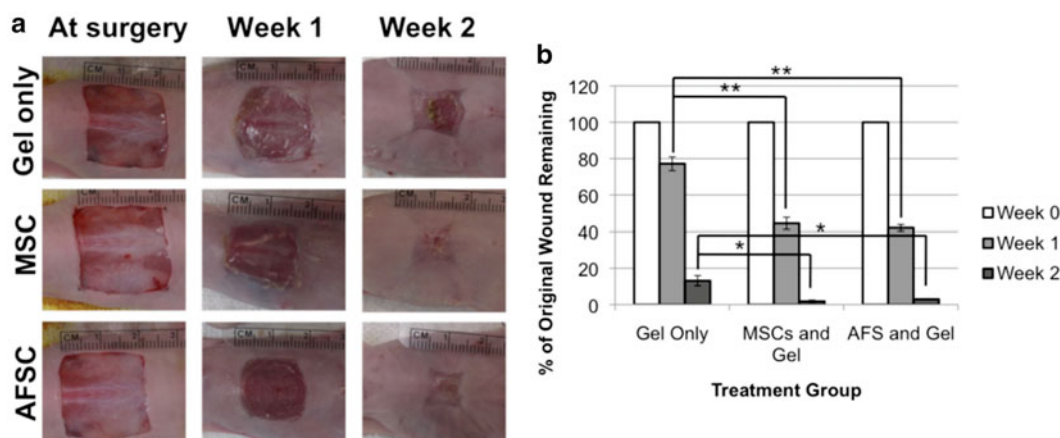 a
At surgery Week 1 Week 2
Gel only
MSC
AFSC
b
% of Original Wound Remaining
120
100
80
60
40
20
0
**
**
*
*
Gel Only
MSCs and
Gel
AFS and Gel
Treatment Group
Week 0
Week 1
Week 2